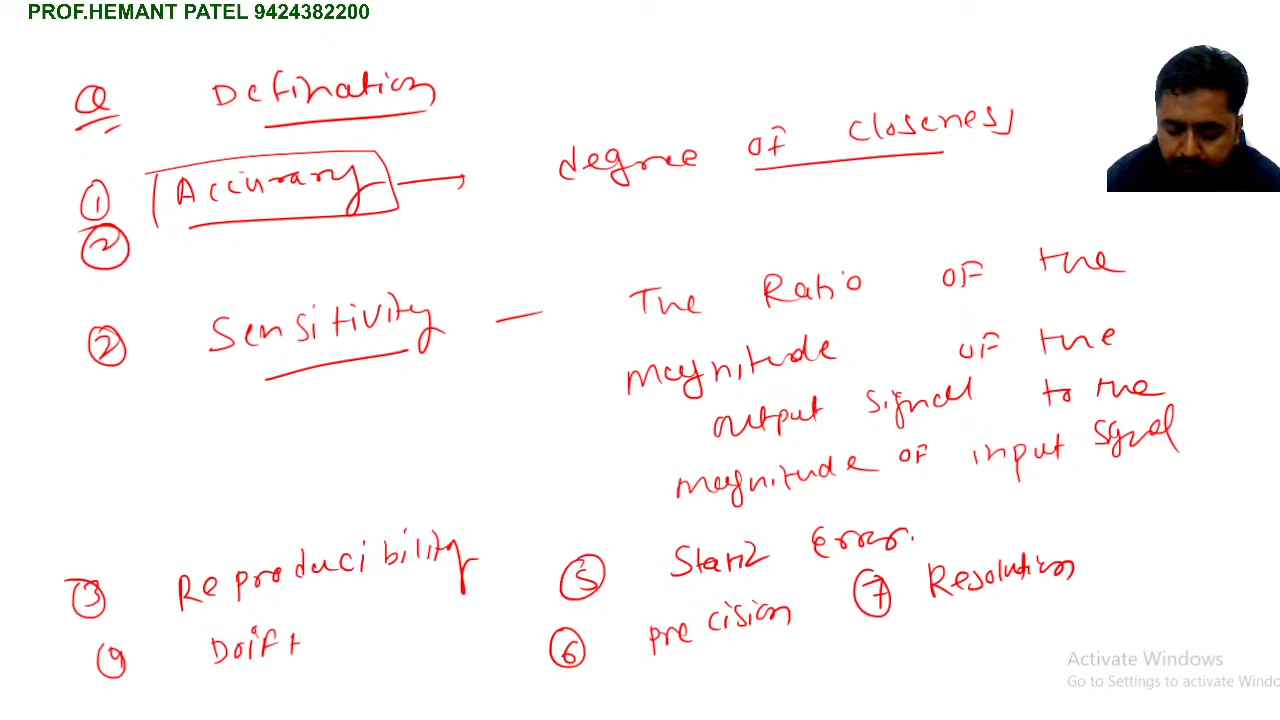 PROF.HEMANT PATEL 9424382200
Q Defination
① Accuracy → degree of closeness
②
② Sensitivity — The Ratio of the
magnitude of the
output signal to the
magnitude of input signal
③ Reproducibility ⑤ Static Error.
⑦ Resolution
④ Drift ⑥ precision
Activate Windows
Go to Settings to activate Windo